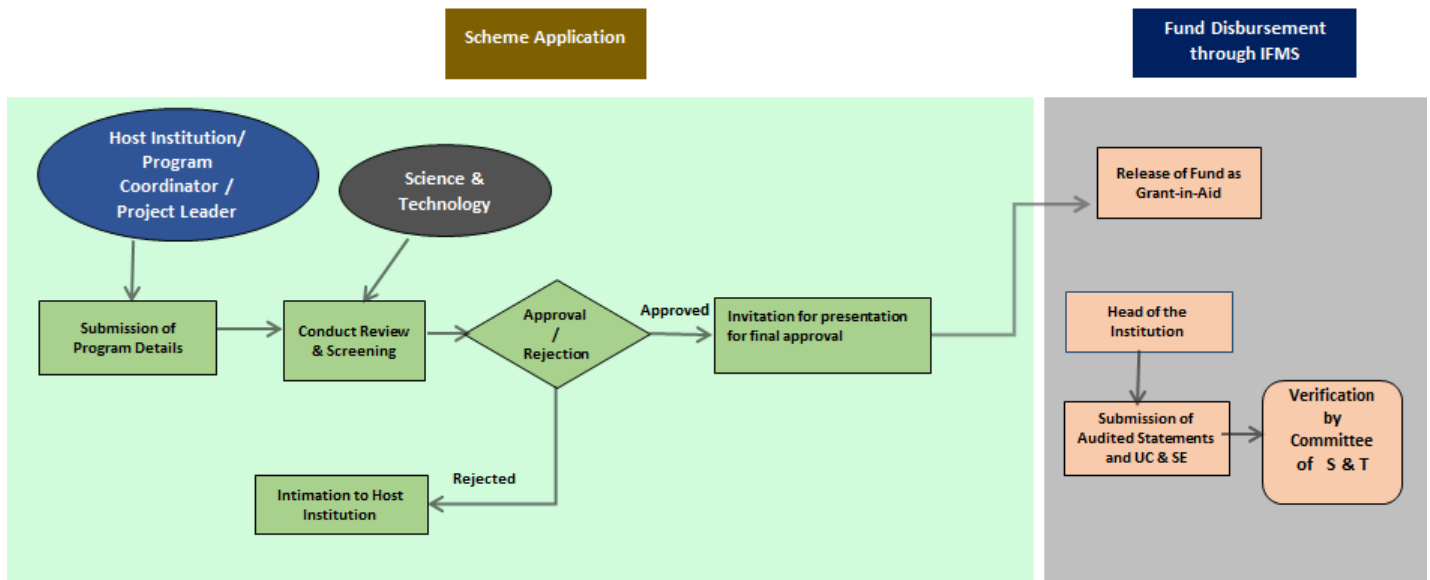 Scheme Application
Fund Disbursement
through IFMS
Host Institution/
Program
Coordinator /
Project Leader
Science &
Technology
Submission of
Program Details
Conduct Review
& Screening
Approval
/
Rejection
Approved
Invitation for presentation
for final approval
Rejected
Intimation to Host
Institution
Release of Fund as
Grant-in-Aid
Head of the
Institution
Submission of
Audited Statements
and UC & SE
Verification
by
Committee
of S & T